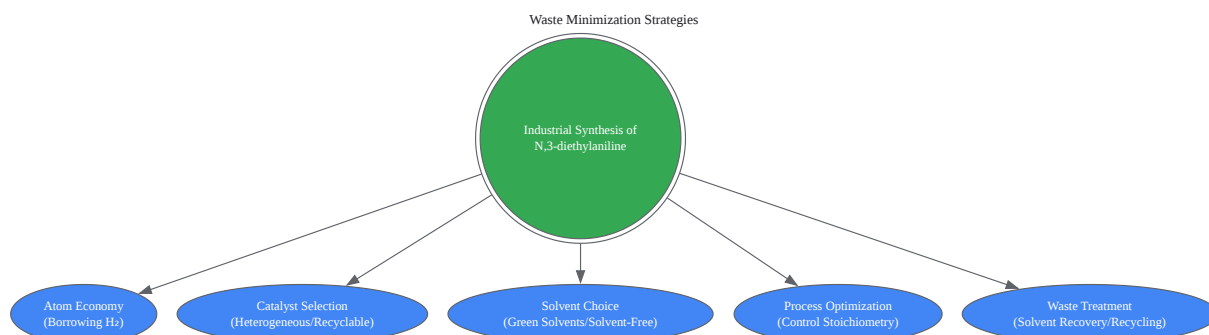 Waste Minimization Strategies
Industrial Synthesis of
N,3-diethylaniline
Atom Economy
(Borrowing H₂)
Catalyst Selection
(Heterogeneous/Recyclable)
Solvent Choice
(Green Solvents/Solvent-Free)
Process Optimization
(Control Stoichiometry)
Waste Treatment
(Solvent Recovery/Recycling)